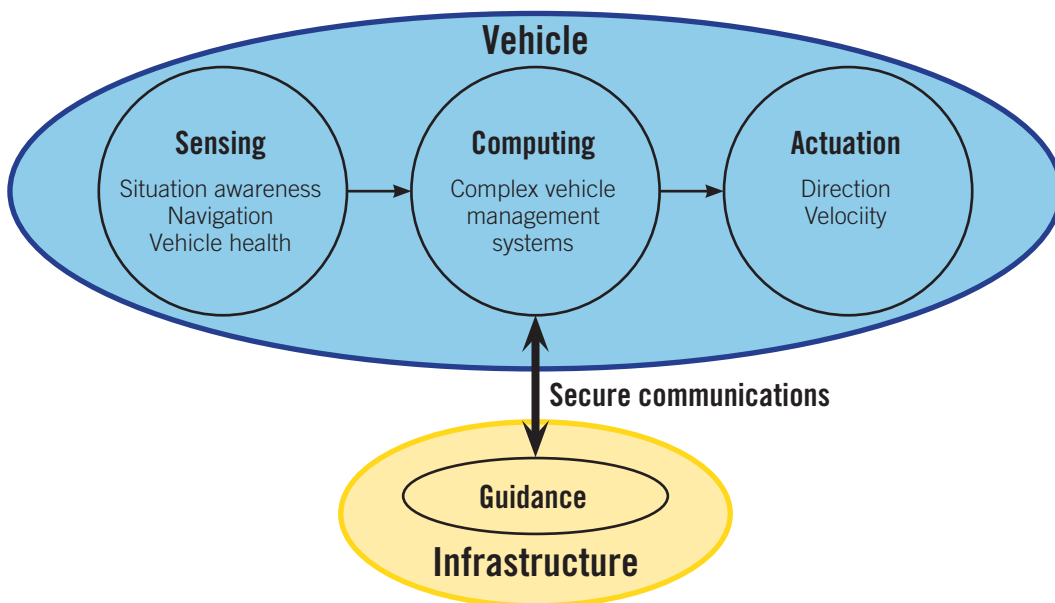 Vehicle
Sensing
Situation awareness
Navigation
Vehicle health
Computing
Complex vehicle
management
systems
Actuation
Direction
Velociity
Secure communications
Guidance
Infrastructure